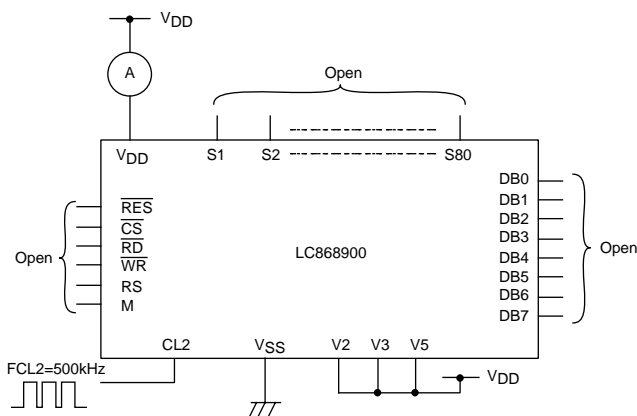 VDD
A
Open
VDD S1 S2 S80
DB0
DB1
DB2
DB3
DB4
DB5
DB6
DB7
Open
Open
RES
CS
RD
WR
RS
M
LC868900
CL2 VSS V2 V3 V5
FCL2=500kHz
VDD